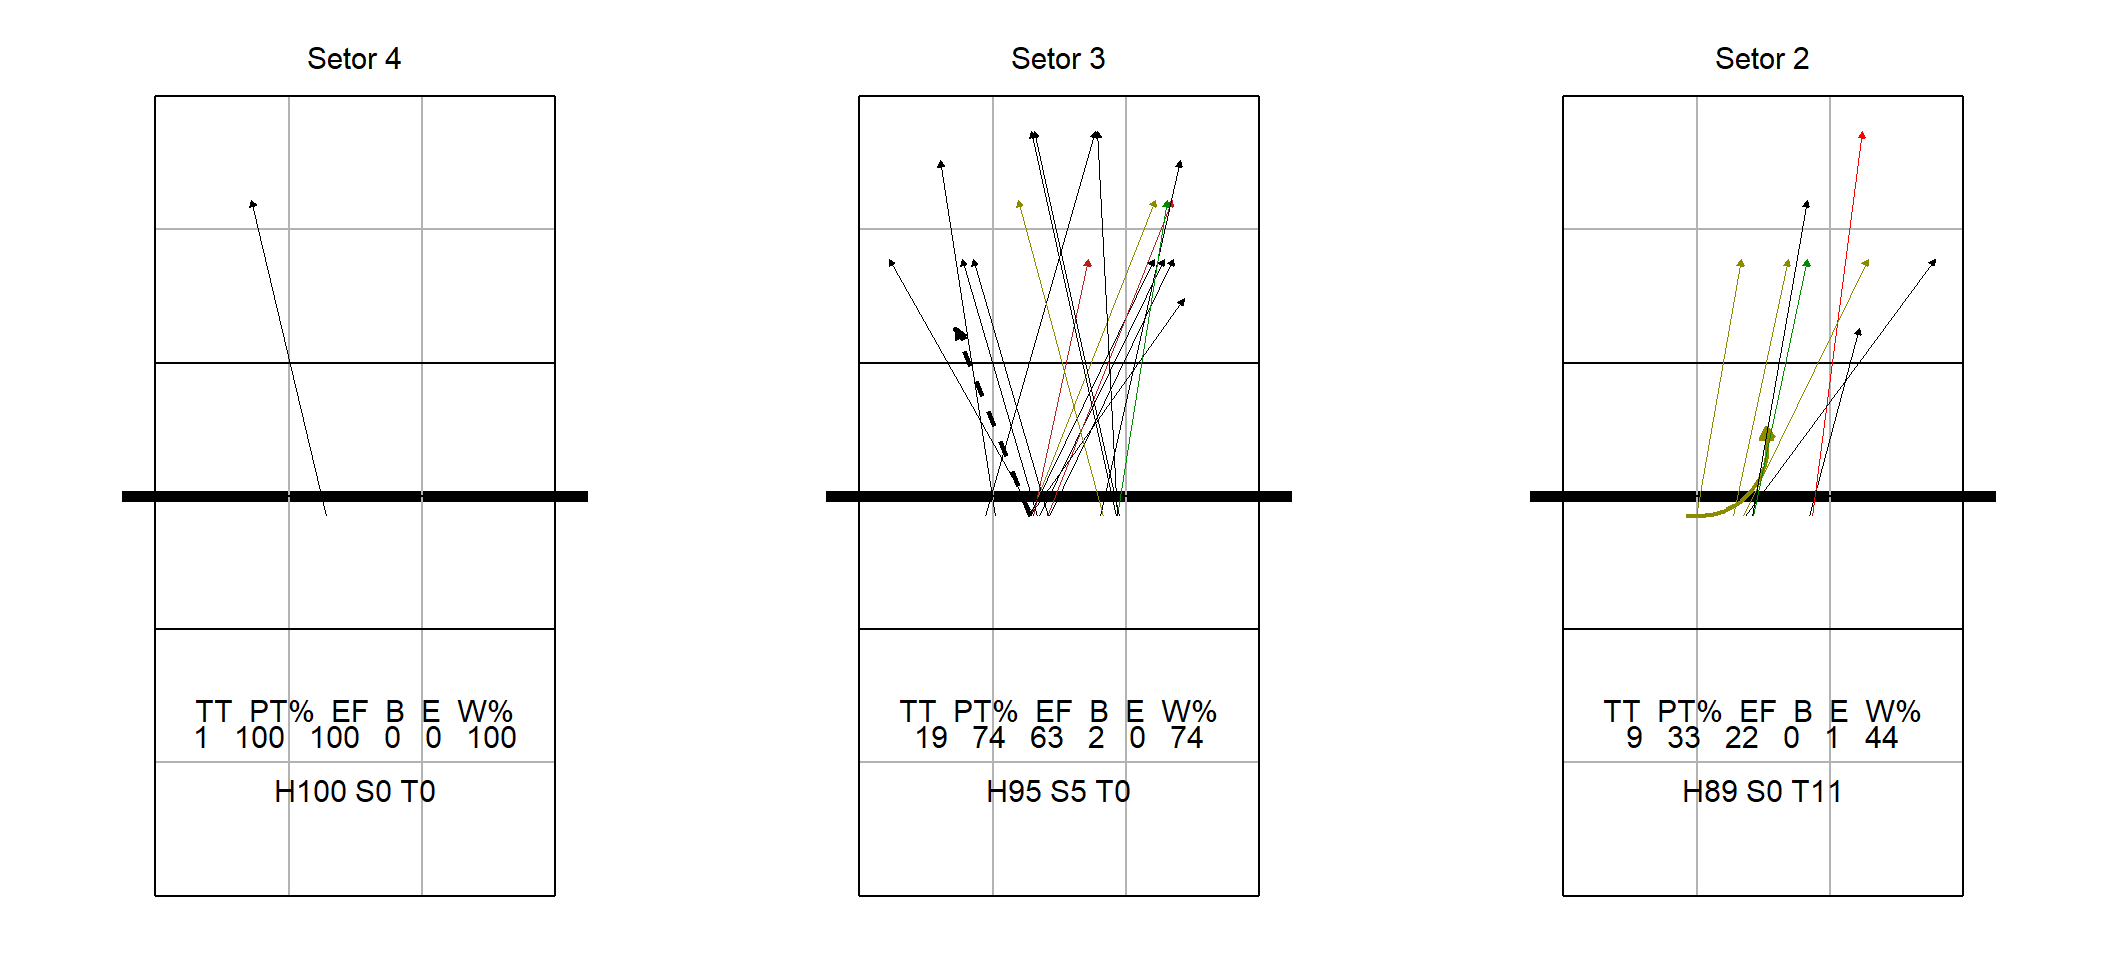 Setor 4
TT PT% EF B E W%
1 100 100 0 0 100
H100 S0 T0
Setor 3
TT PT% EF B E W%
19 74 63 2 0 74
H95 S5 T0
Setor 2
TT PT% EF B E W%
9 33 22 0 1 44
H89 S0 T11